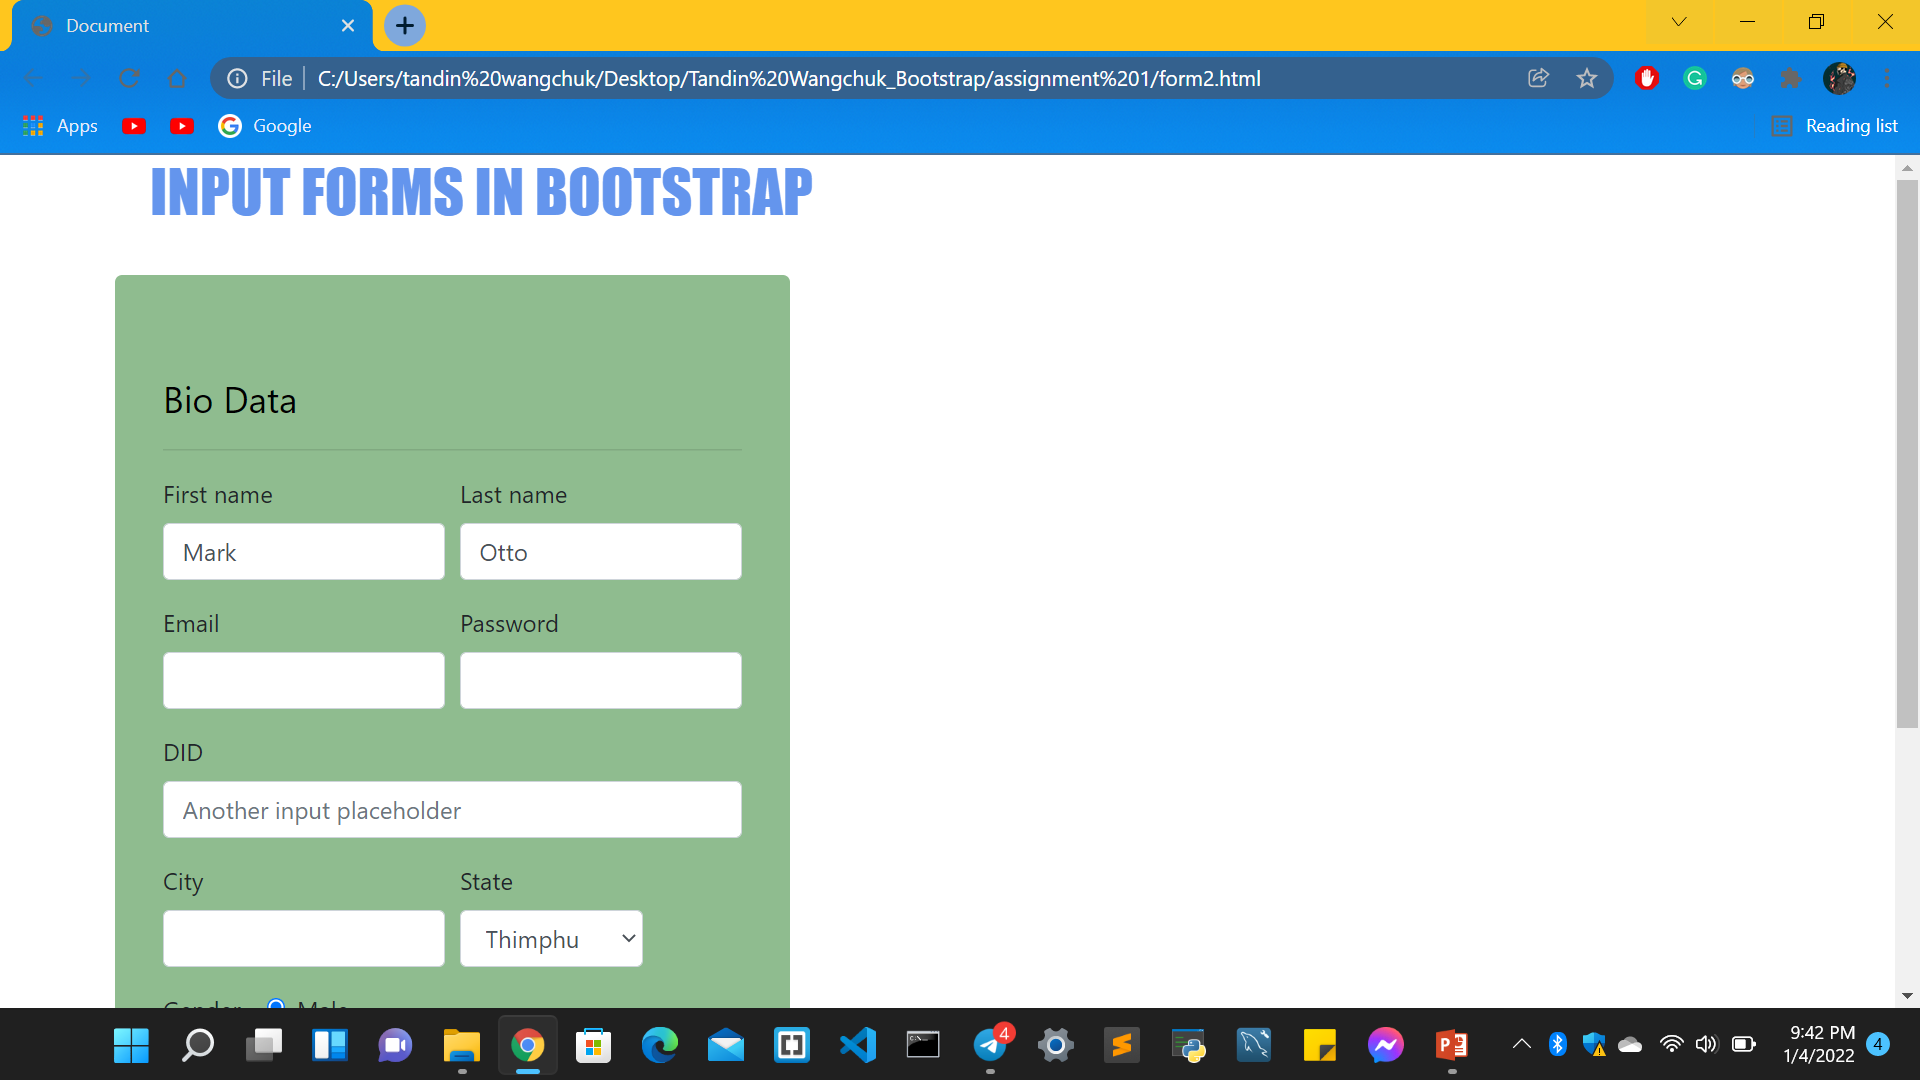 Document
File
C:/Users/tandin%20wangchuk/Desktop/Tandin%20Wangchuk_Bootstrap/assignment%201/form2.html
Apps
Google
Reading list
INPUT FORMS IN BOOTSTRAP
Bio Data
First name Last name
Mark Otto
Email Password
DID
Another input placeholder
City State
Thimphu
Gender Male
4
9:42 PM
1/4/2022
4